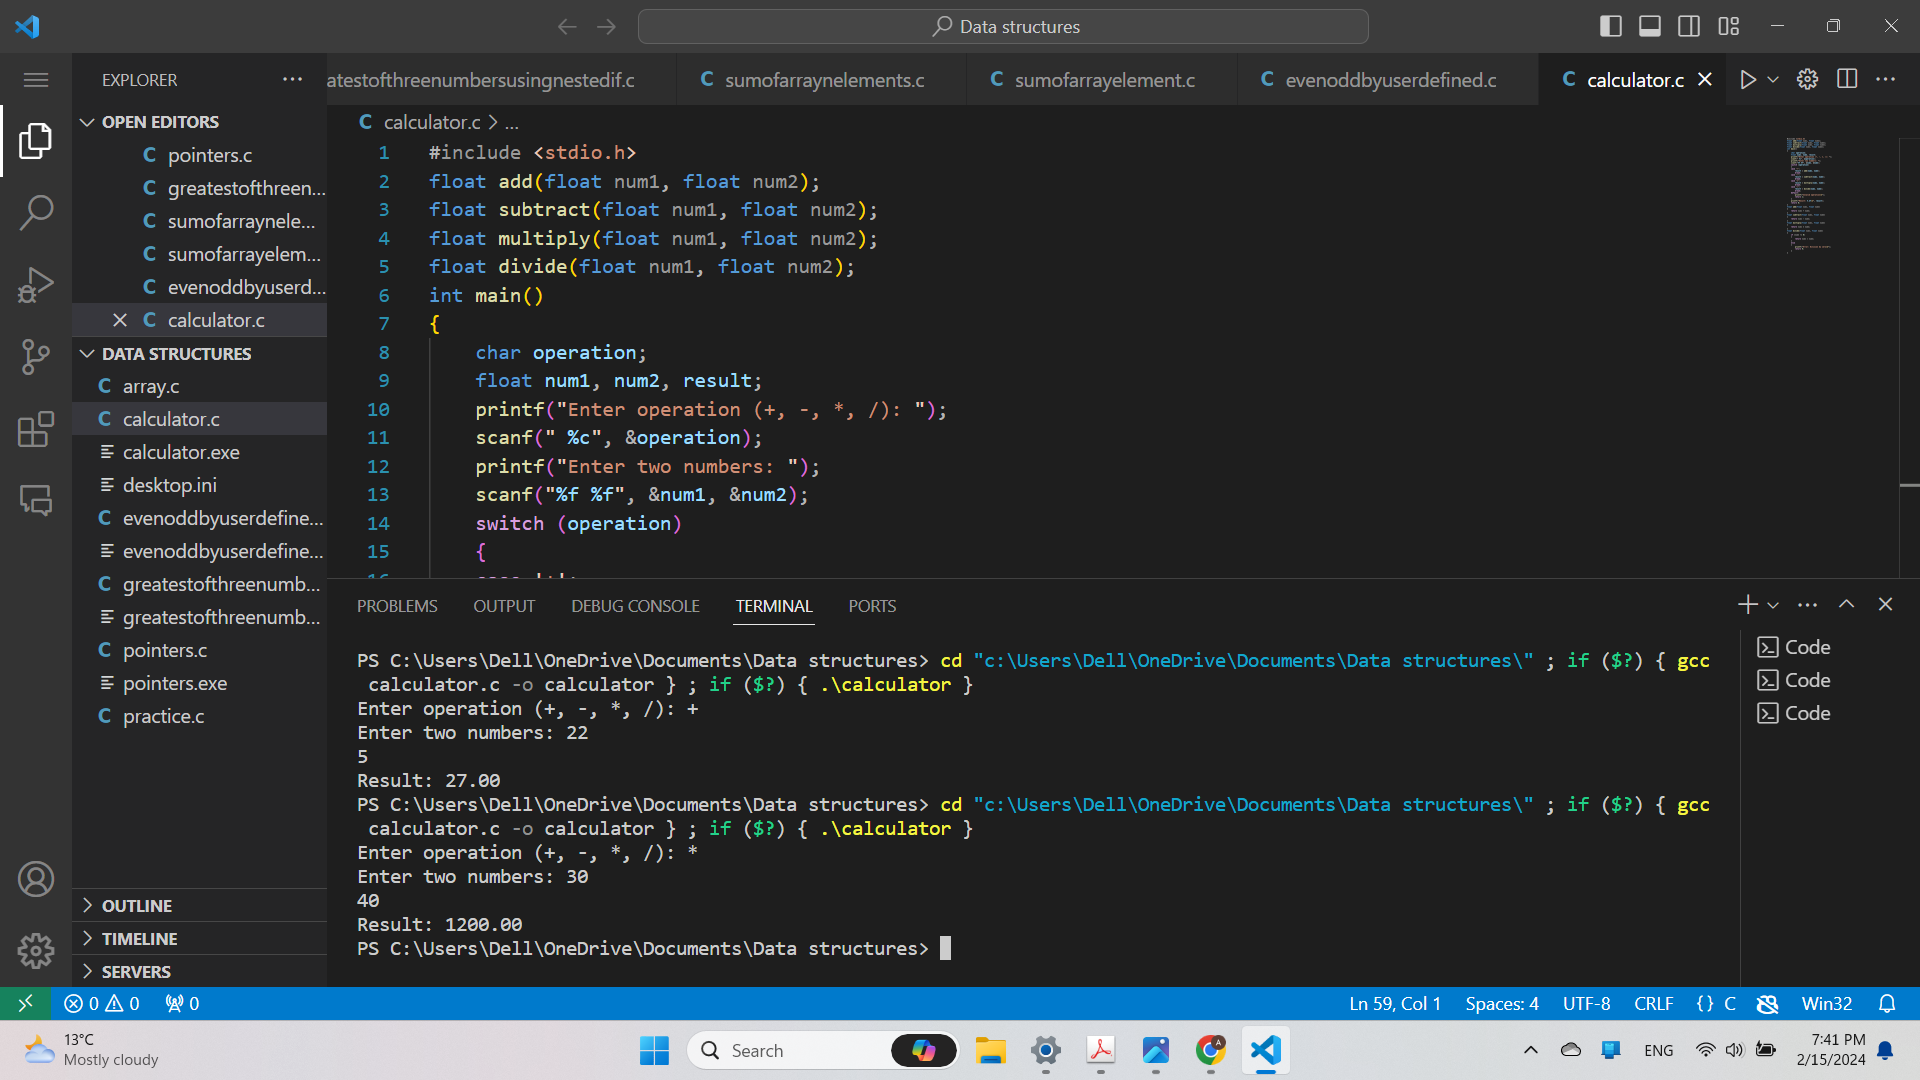 Data structures
EXPLORER
OPEN EDITORS
pointers.c
greatestofthreen...
sumofarraynele...
sumofarrayelem...
evenoddbyuserd...
calculator.c
DATA STRUCTURES
array.c
calculator.c
calculator.exe
desktop.ini
evenoddbyuserdefine...
evenoddbyuserdefine...
greatestofthreenumb...
greatestofthreenumb...
pointers.c
pointers.exe
practice.c
OUTLINE
TIMELINE
SERVERS
atestofthreenumbersusingnestedif.c
C sumofarraynelements.c
C sumofarrayelement.c
C evenoddbyuserdefined.c
C calculator.c
C calculator.c > ...
1 #include <stdio.h>
2 float add(float num1, float num2);
3 float subtract(float num1, float num2);
4 float multiply(float num1, float num2);
5 float divide(float num1, float num2);
6 int main()
7 {
8 char operation;
9 float num1, num2, result;
10 printf("Enter operation (+, -, *, /): ");
11 scanf(" %c", &operation);
12 printf("Enter two numbers: ");
13 scanf("%f %f", &num1, &num2);
14 switch (operation)
15 {
PROBLEMS OUTPUT DEBUG CONSOLE TERMINAL PORTS
PS C:\Users\Dell\OneDrive\Documents\Data structures> cd "c:\Users\Dell\OneDrive\Documents\Data structures\" ; if ($?) { gcc
calculator.c -o calculator } ; if ($?) { .\calculator }
Enter operation (+, -, *, /): +
Enter two numbers: 22
5
Result: 27.00
PS C:\Users\Dell\OneDrive\Documents\Data structures> cd "c:\Users\Dell\OneDrive\Documents\Data structures\" ; if ($?) { gcc
calculator.c -o calculator } ; if ($?) { .\calculator }
Enter operation (+, -, *, /): *
Enter two numbers: 30
40
Result: 1200.00
PS C:\Users\Dell\OneDrive\Documents\Data structures>
Code
Code
Code
0 0 0
Ln 59, Col 1 Spaces: 4 UTF-8 CRLF {} C Win32
13°C
Mostly cloudy
Search
ENG
7:41 PM
2/15/2024